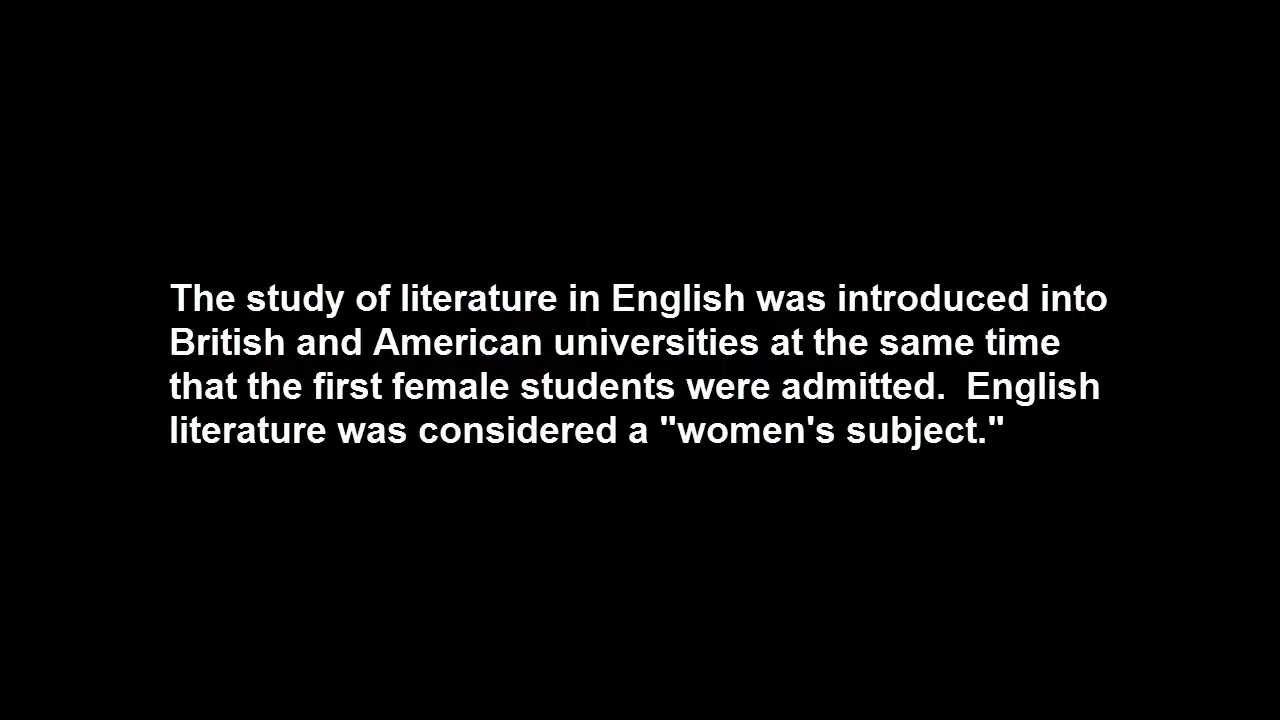 The study of literature in English was introduced into
British and American universities at the same time
that the first female students were admitted.  English
literature was considered a "women's subject."